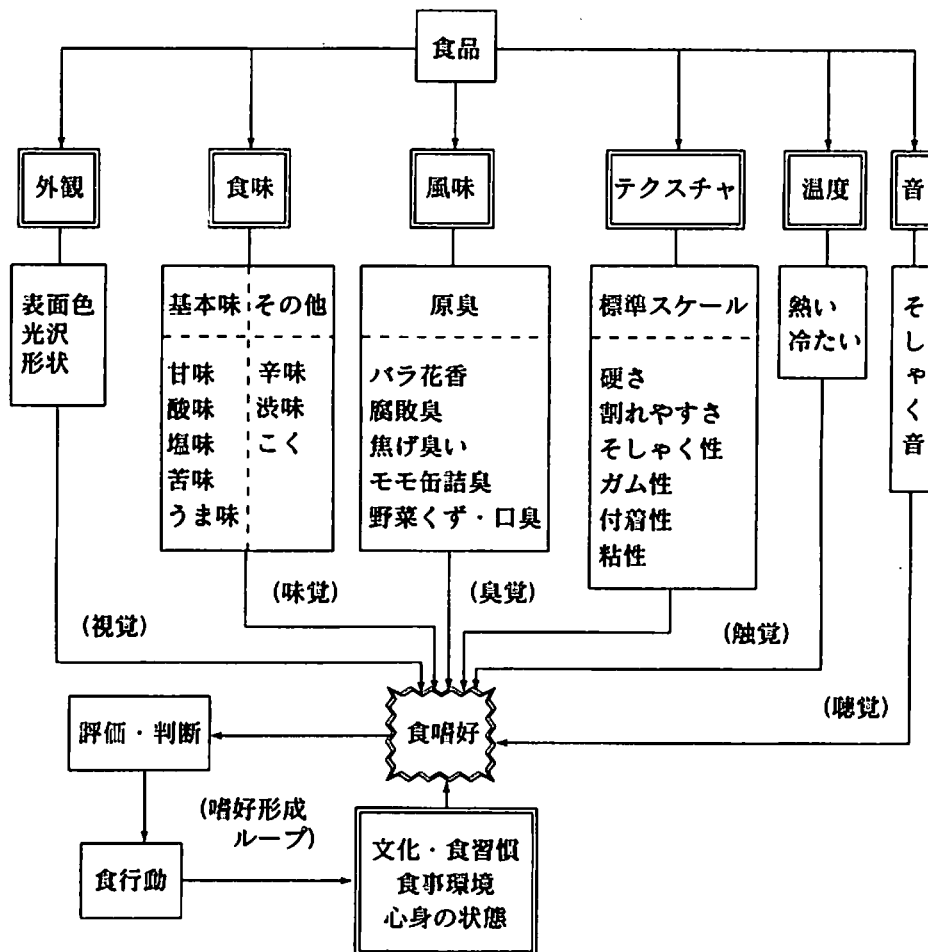 食品
外観
食味
風味
テクスチャ
温度
音
表面色
光沢
形状
基本味
その他
甘味
酸味
塩味
苦味
うま味
辛味
渋味
こく
原臭
バラ花香
腐敗臭
焦げ臭い
モモ缶詰臭
野菜くず・口臭
標準スケール
硬さ
割れやすさ
そしゃく性
ガム性
付着性
粘性
熱い
冷たい
そしゃく音
(視覚)
(味覚)
(臭覚)
(触覚)
(聴覚)
食嗜好
評価・判断
(嗜好形成
ループ)
食行動
文化・食習慣
食事環境
心身の状態